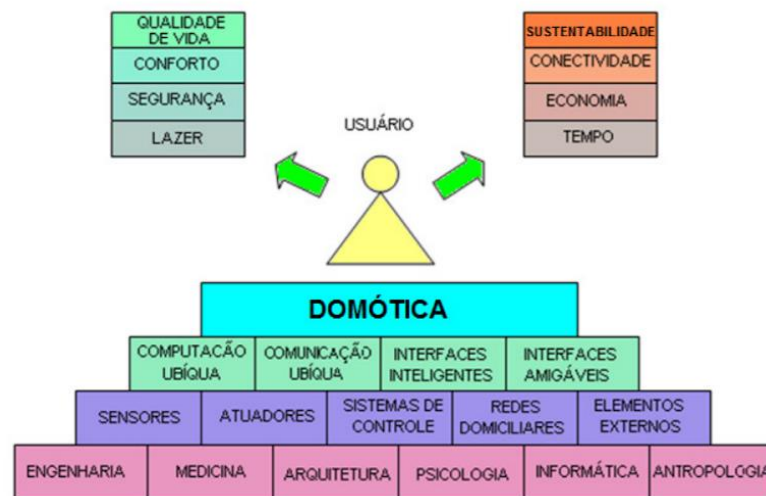 QUALIDADE
DE VIDA
CONFORTO
SEGURANÇA
LAZER
SUSTENTABILIDADE
CONECTIVIDADE
ECONOMIA
TEMPO
USUÁRIO
DOMÓTICA
COMPUTACÃO
UBÍQUA
COMUNICAÇÃO
UBÍQUA
INTERFACES
INTELIGENTES
INTERFACES
AMIGÁVEIS
SENSORES
ATUADORES
SISTEMAS DE
CONTROLE
REDES
DOMICILIARES
ELEMENTOS
EXTERNOS
ENGENHARIA
MEDICINA
ARQUITETURA
PSICOLOGIA
INFORMÁTICA
ANTROPOLOGIA